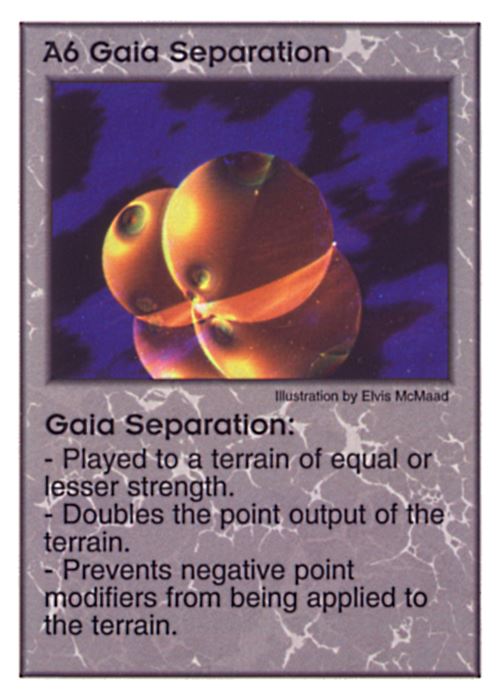 A6 Gaia Separation
Illustration by Elvis McMaad
Gaia Separation:
- Played to a terrain of equal or
lesser strength.
- Doubles the point output of the
terrain.
- Prevents negative point
modifiers from being applied to
the terrain.